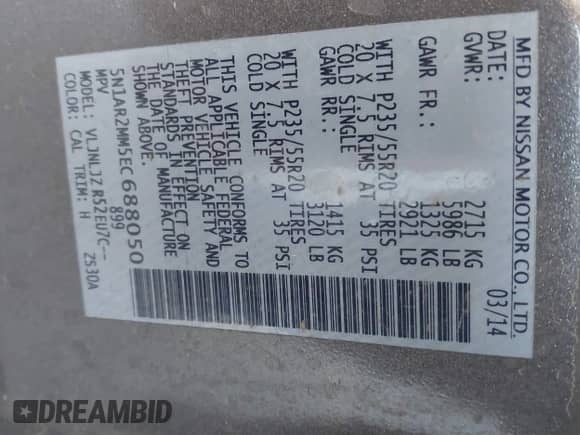 MFD BY NISSAN MOTOR CO., LTD.
DATE: 03/14
GVWR: 2715 KG
5986 LB
GAWR FR.: 1325 KG
2921 LB
WITH P235/55R20 TIRES
20 X 7.5 RIMS AT 35 PSI
COLD SINGLE
GAWR RR.: 1415 KG
3120 LB
WITH P235/55R20 TIRES
20 X 7.5 RIMS AT 35 PSI
COLD SINGLE
THIS VEHICLE CONFORMS TO
ALL APPLICABLE FEDERAL
MOTOR VEHICLE SAFETY AND
THEFT PREVENTION
STANDARDS IN EFFECT ON
THE DATE OF MANUFACTURE
SHOWN ABOVE.
5N1AR2MM5EC688050
MPV 899
MODEL: VLJNLJZ R52EU7C-- ZS30A
COLOR: CAL TRIM: H
DREAMBID